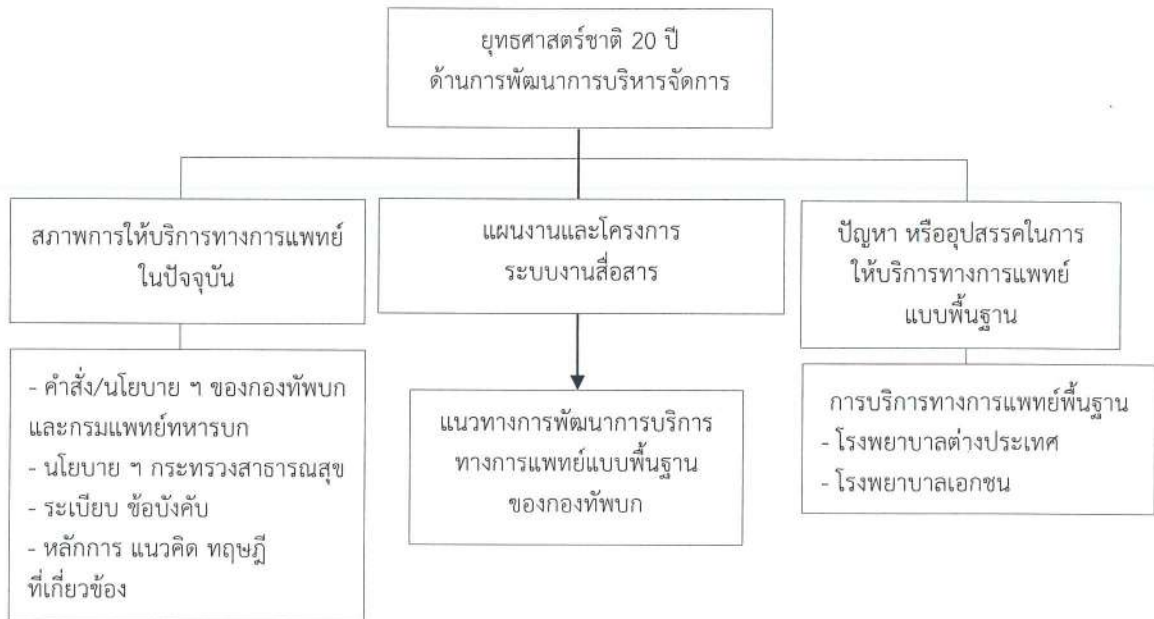 ยุทธศาสตร์ชาติ 20 ปี
ด้านการพัฒนาการบริหารจัดการ
สภาพการให้บริการทางการแพทย์
ในปัจจุบัน
แผนงานและโครงการ
ระบบงานสื่อสาร
ปัญหา หรืออุปสรรคในการ
ให้บริการทางการแพทย์
แบบพื้นฐาน
- คำสั่ง/นโยบาย ฯ ของกองทัพบก
และกรมแพทย์ทหารบก
- นโยบาย ฯ กระทรวงสาธารณสุข
- ระเบียบ ข้อบังคับ
- หลักการ แนวคิด ทฤษฎี
ที่เกี่ยวข้อง
แนวทางการพัฒนาการบริการ
ทางการแพทย์แบบพื้นฐาน
ของกองทัพบก
การบริการทางการแพทย์พื้นฐาน
- โรงพยาบาลต่างประเทศ
- โรงพยาบาลเอกชน